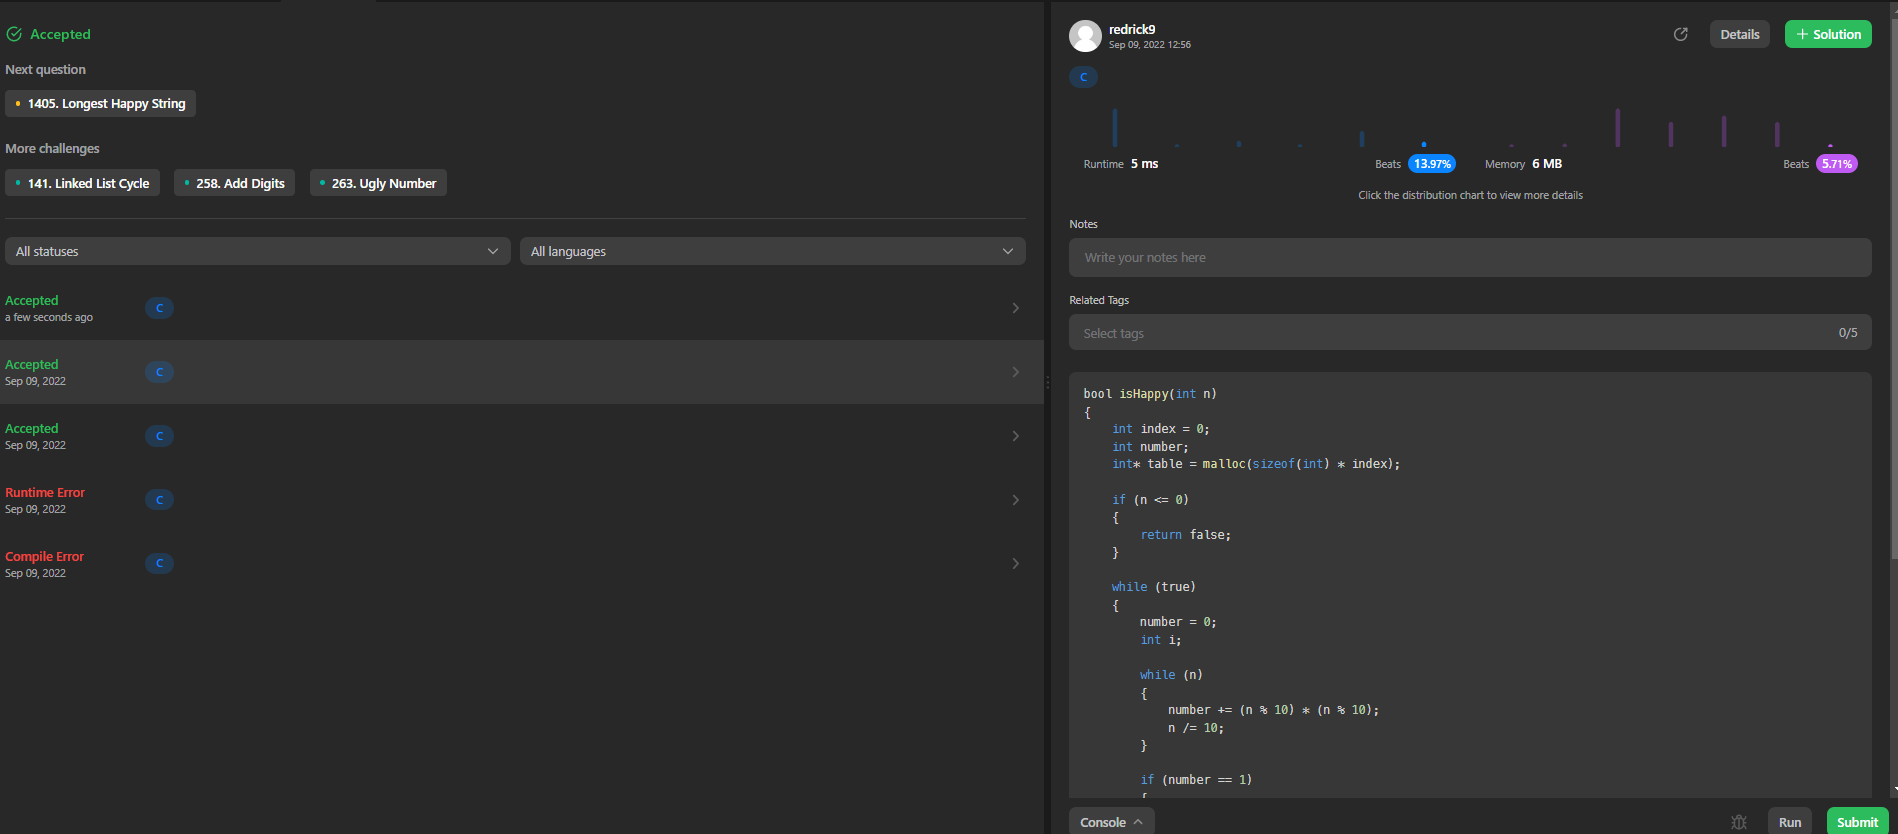 Accepted
Next question
1405. Longest Happy String
More challenges
141. Linked List Cycle
258. Add Digits
263. Ugly Number
All statuses
All languages
Accepted
a few seconds ago
C
Accepted
Sep 09, 2022
C
Accepted
Sep 09, 2022
C
Runtime Error
Sep 09, 2022
C
Compile Error
Sep 09, 2022
C
redrick9
Sep 09, 2022 12:56
Details
+ Solution
C
Runtime 5 ms
Beats 13.97%
Memory 6 MB
Beats 5.71%
Click the distribution chart to view more details
Notes
Write your notes here
Related Tags
Select tags
0/5
bool isHappy(int n)
{
    int index = 0;
    int number;
    int* table = malloc(sizeof(int) * index);

    if (n <= 0)
    {
        return false;
    }

    while (true)
    {
        number = 0;
        int i;

        while (n)
        {
            number += (n % 10) * (n % 10);
            n /= 10;
        }

        if (number == 1)
        {
Console
Run
Submit